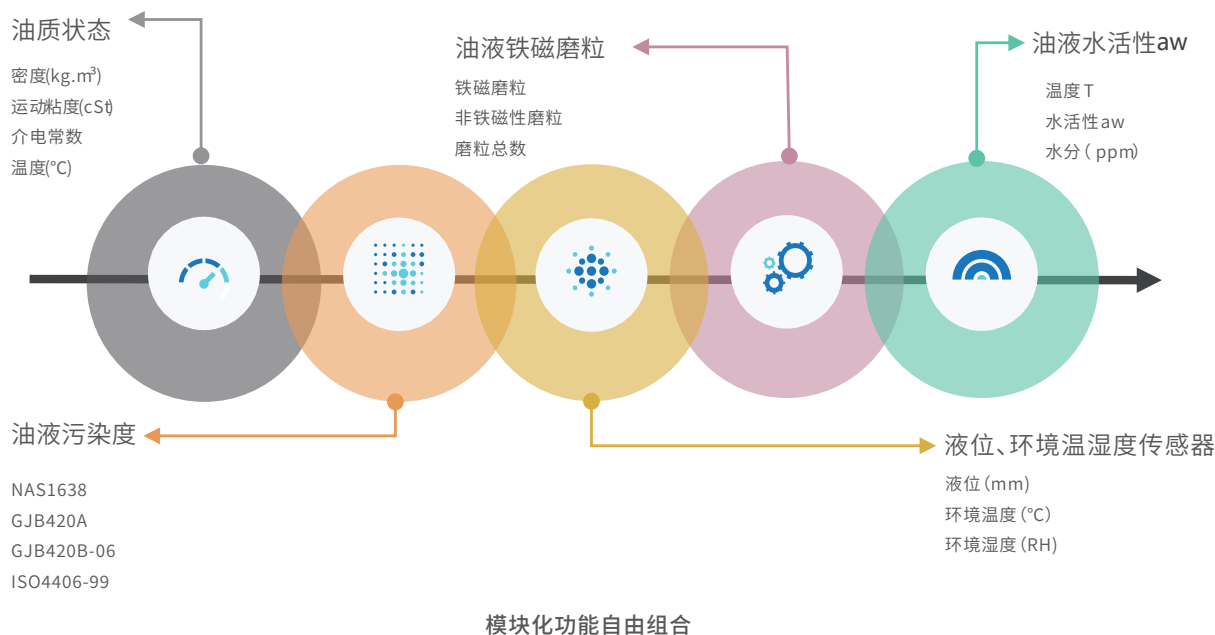 油质状态
密度(kg.m³)
运动粘度(cSt)
介电常数
温度(℃)
油液铁磁磨粒
铁磁磨粒
非铁磁性磨粒
磨粒总数
油液水活性aw
温度T
水活性aw
水分(ppm)
油液污染度
NAS1638
GJB420A
GJB420B-06
ISO4406-99
液位、环境温湿度传感器
液位(mm)
环境温度(℃)
环境湿度(RH)
模块化功能自由组合